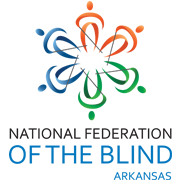 NATIONAL FEDERATION
OF THE BLIND
ARKANSAS